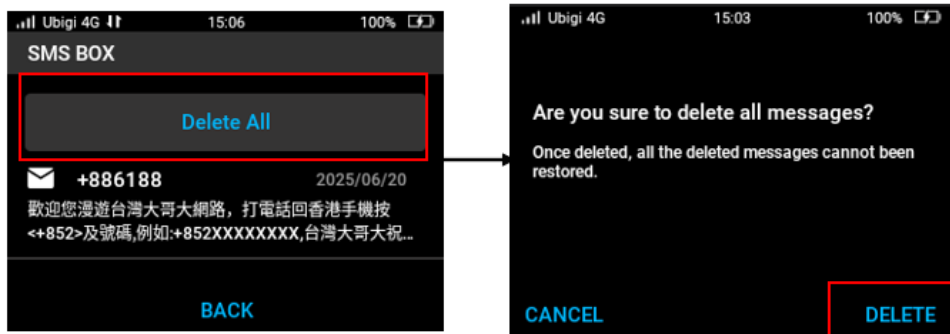 Ubigi 4G 15:06 100%
SMS BOX
Delete All
+886188 2025/06/20
歡迎您漫遊台灣大哥大網路，打電話回香港手機按
<+852>及號碼,例如:+852XXXXXXXX,台灣大哥大祝...
BACK
Ubigi 4G 15:03 100%
Are you sure to delete all messages?
Once deleted, all the deleted messages cannot been
restored.
CANCEL DELETE